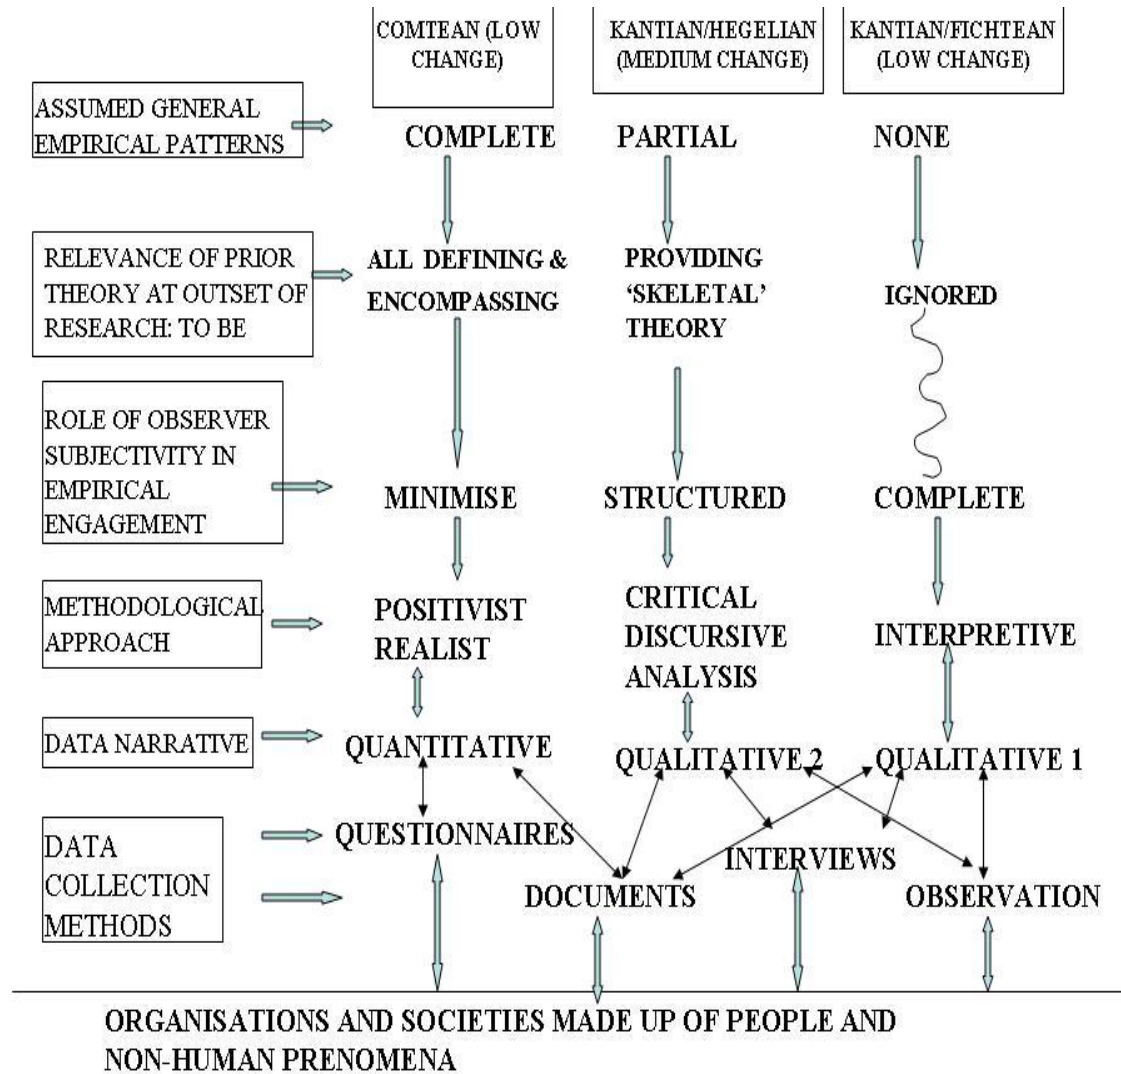 COMTEAN (LOW
CHANGE)
KANTIAN/HEGELIAN
(MEDIUM CHANGE)
KANTIAN/FICHTEAN
(LOW CHANGE)
ASSUMED GENERAL
EMPIRICAL PATTERNS
COMPLETE
PARTIAL
NONE
RELEVANCE OF PRIOR
THEORY AT OUTSET OF
RESEARCH: TO BE
ALL DEFINING &
ENCOMPASSING
PROVIDING
‘SKELETAL’
THEORY
IGNORED
ROLE OF OBSERVER
SUBJECTIVITY IN
EMPIRICAL
ENGAGEMENT
MINIMISE
STRUCTURED
COMPLETE
METHODOLOGICAL
APPROACH
POSITIVIST
REALIST
CRITICAL
DISCURSIVE
ANALYSIS
INTERPRETIVE
DATA NARRATIVE
QUANTITATIVE
QUALITATIVE 2
QUALITATIVE 1
DATA
COLLECTION
METHODS
QUESTIONNAIRES
DOCUMENTS
INTERVIEWS
OBSERVATION
ORGANISATIONS AND SOCIETIES MADE UP OF PEOPLE AND
NON-HUMAN PRENOMENA